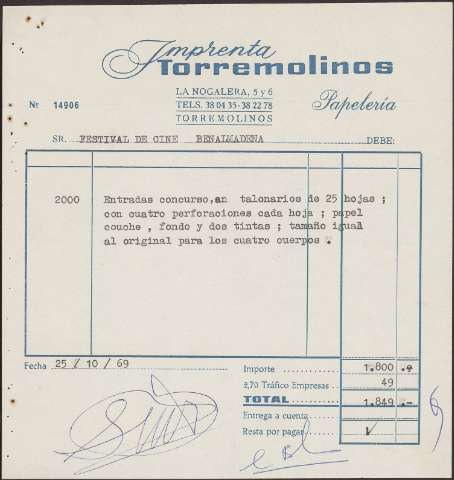 Imprenta
Torremolinos
LA NOGALERA, 5 y 6
TELS. 38 04 35 - 38 22 78
TORREMOLINOS
Papelería
Nº 14906
SR. FESTIVAL DE CINE BENALMADENA DEBE:
2000 Entradas concurso,an talonarios de 25 hojas ;
con cuatro perforaciones cada hoja ; papel
couche , fondo y dos tintas ; tamaño igual
al original para los cuatro cuerpos .
Fecha 25 / 10 / 69
Importe 1.800 .-
2,70 Tráfico Empresas 49
TOTAL 1.849 .-
Entrega a cuenta
Resta por pagar